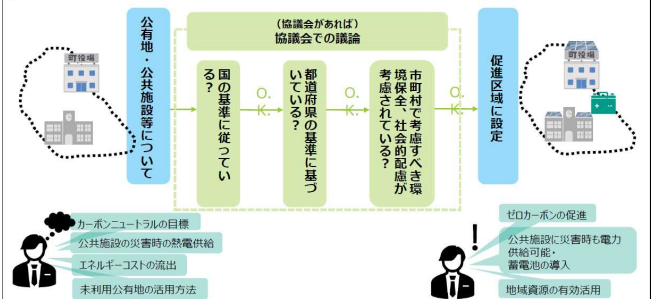 町役場
公有地・公共施設等について
（協議会があれば）
協議会での議論
国の基準に従ってい
る？
O.
K.
都道府県の基準に基づ
いている？
O.
K.
市町村で考慮すべき環
境保全、社会的配慮が
考慮されている？
O.
K.
促進区域に設定
町役場
カーボンニュートラルの目標
公共施設の災害時の熱電供給
エネルギーコストの流出
未利用公有地の活用方法
！
ゼロカーボンの促進
公共施設に災害時も電力
供給可能・
蓄電池の導入
地域資源の有効活用